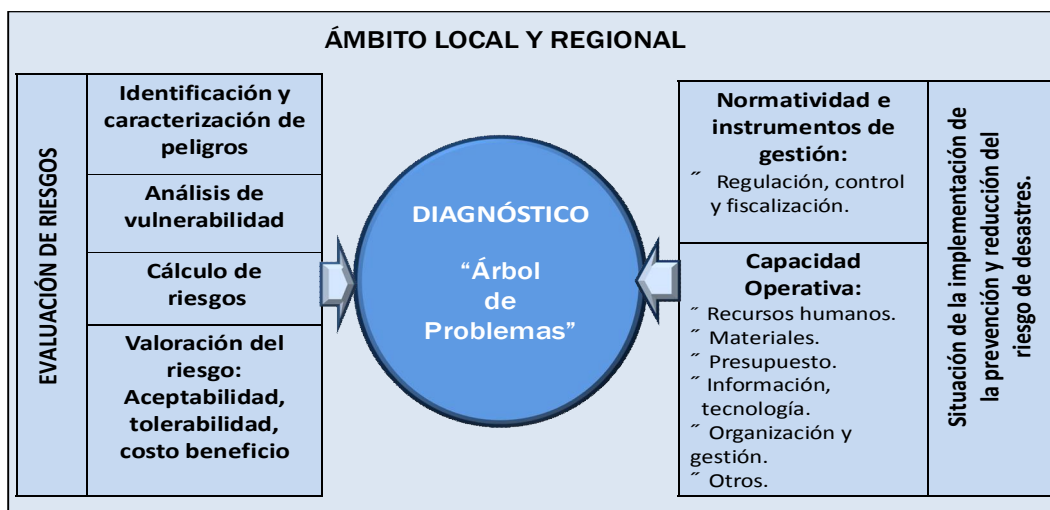 ÁMBITO LOCAL Y REGIONAL
EVALUACIÓN DE RIESGOS
Identificación y
caracterización de
peligros
Análisis de
vulnerabilidad
Cálculo de
riesgos
Valoración del
riesgo:
Aceptabilidad,
tolerabilidad,
costo beneficio
DIAGNÓSTICO
“Árbol
de
Problemas”
Normatividad e
instrumentos de
gestión:
˝ Regulación, control
y fiscalización.
Capacidad
Operativa:
˝ Recursos humanos.
˝ Materiales.
˝ Presupuesto.
˝ Información,
tecnología.
˝ Organización y
gestión.
˝ Otros.
Situación de la implementación de
la prevención y reducción del
riesgo de desastres.